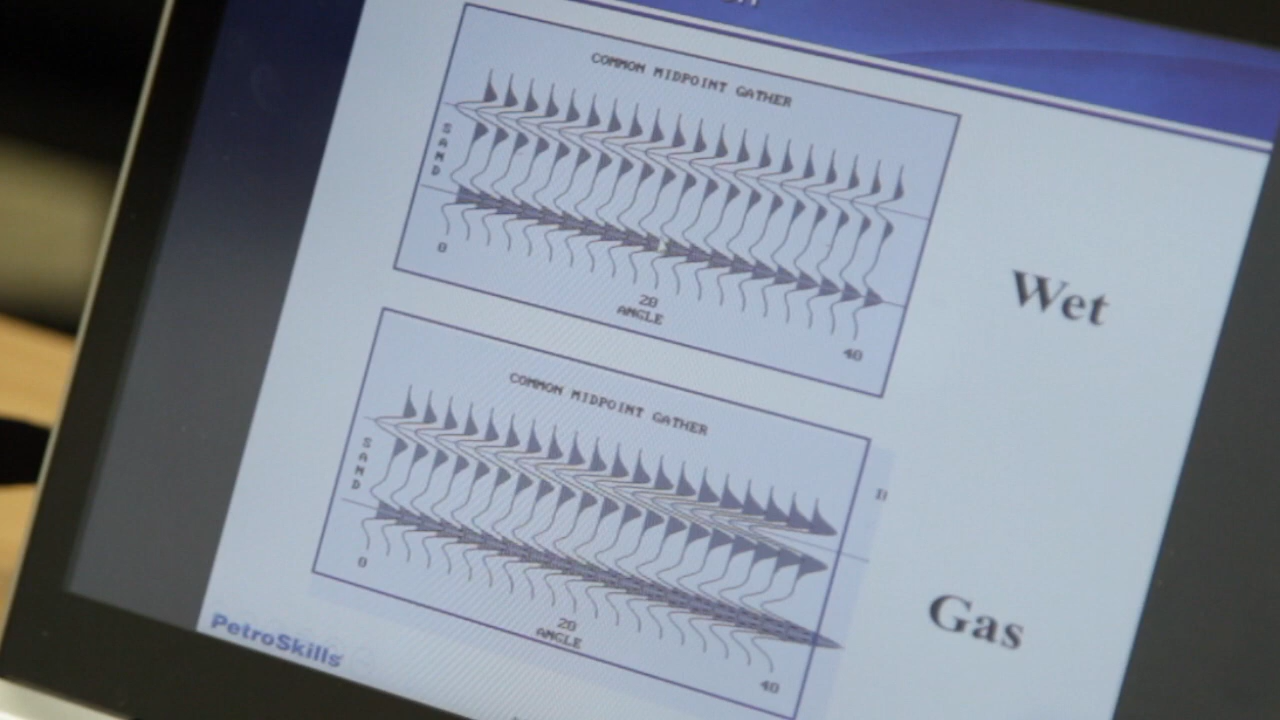 COMMON MIDPOINT GATHER
SAND
0
20
ANGLE
40
Wet
COMMON MIDPOINT GATHER
SAND
0
20
ANGLE
40
Gas
PetroSkills